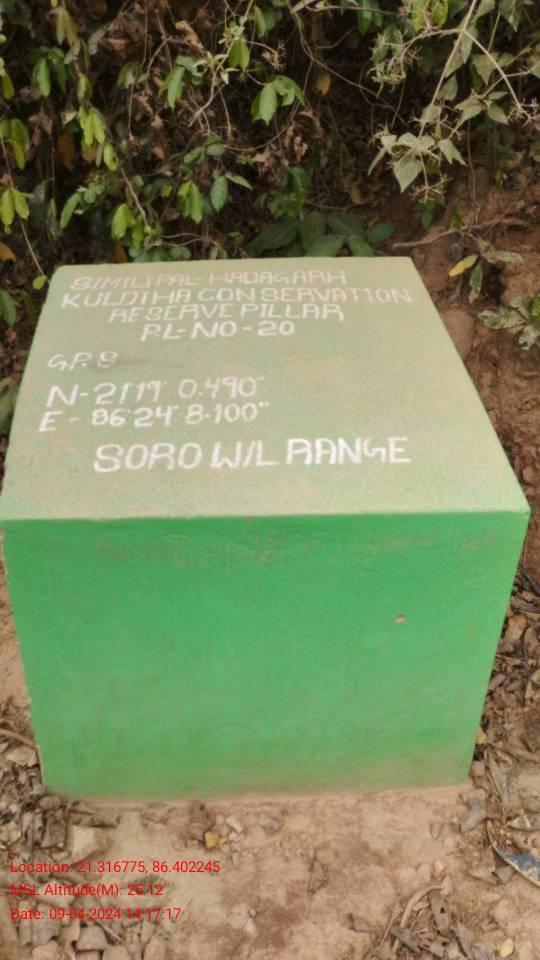 SIMILIPAL-HADAGARH
KULDIHA CONSERVATION
RESERVE PILLAR
P.L-NO-20
G.P.S
N-21°19' 0.490"
E- 86°24' 8.100"
SORO W/L RANGE
Location: 21.316775, 86.402245
MSL Altitude(M): 25.12
Date: 09-04-2024 14:17:17